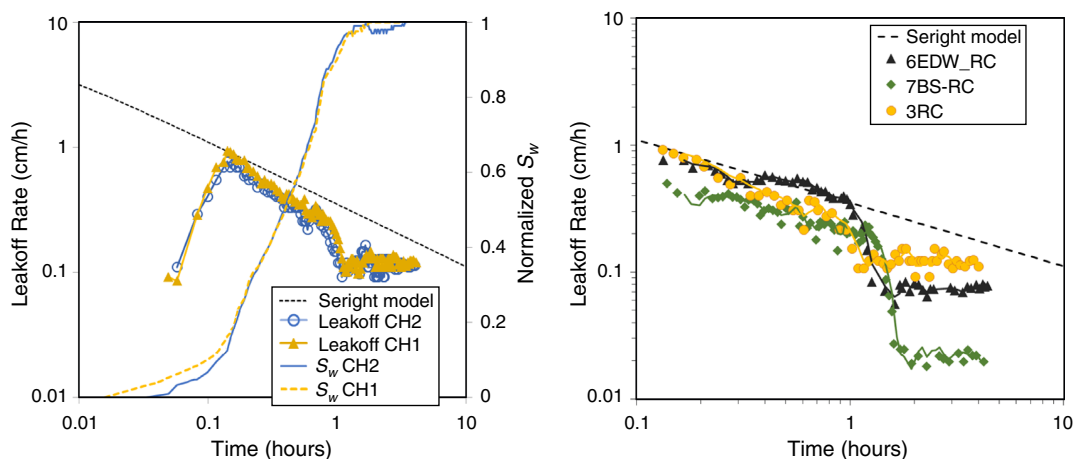 10
1
0.1
0.01
Leakoff Rate (cm/h)
1
0.8
0.6
0.4
0.2
0
Normalized S_w
Seright model
Leakoff CH2
Leakoff CH1
S_w CH2
S_w CH1
0.01 0.1 1 10
Time (hours)
10
1
0.1
0.01
Leakoff Rate (cm/h)
Seright model
6EDW_RC
7BS-RC
3RC
0.1 1 10
Time (hours)